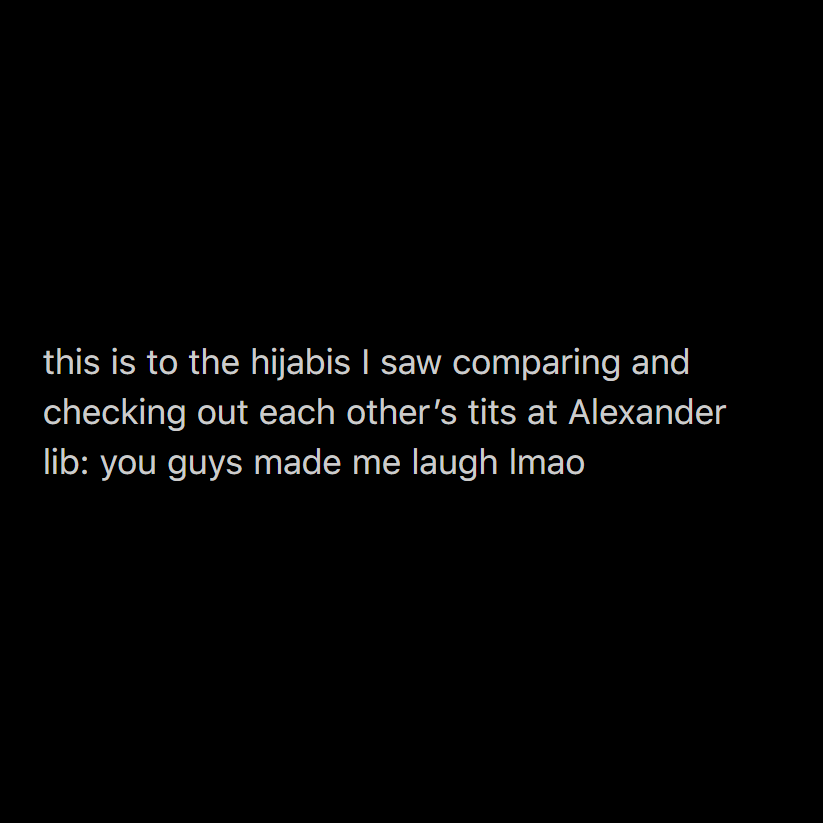 this is to the hijabis I saw comparing and
checking out each other’s tits at Alexander
lib: you guys made me laugh lmao